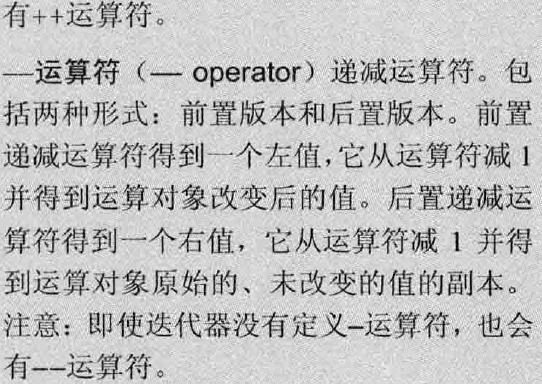 有++运算符。
—运算符（— operator）递减运算符。包
括两种形式：前置版本和后置版本。前置
递减运算符得到一个左值,它从运算符减 1
并得到运算对象改变后的值。后置递减运
算符得到一个右值，它从运算符减 1 并得
到运算对象原始的、未改变的值的副本。
注意：即使迭代器没有定义–运算符，也会
有--运算符。